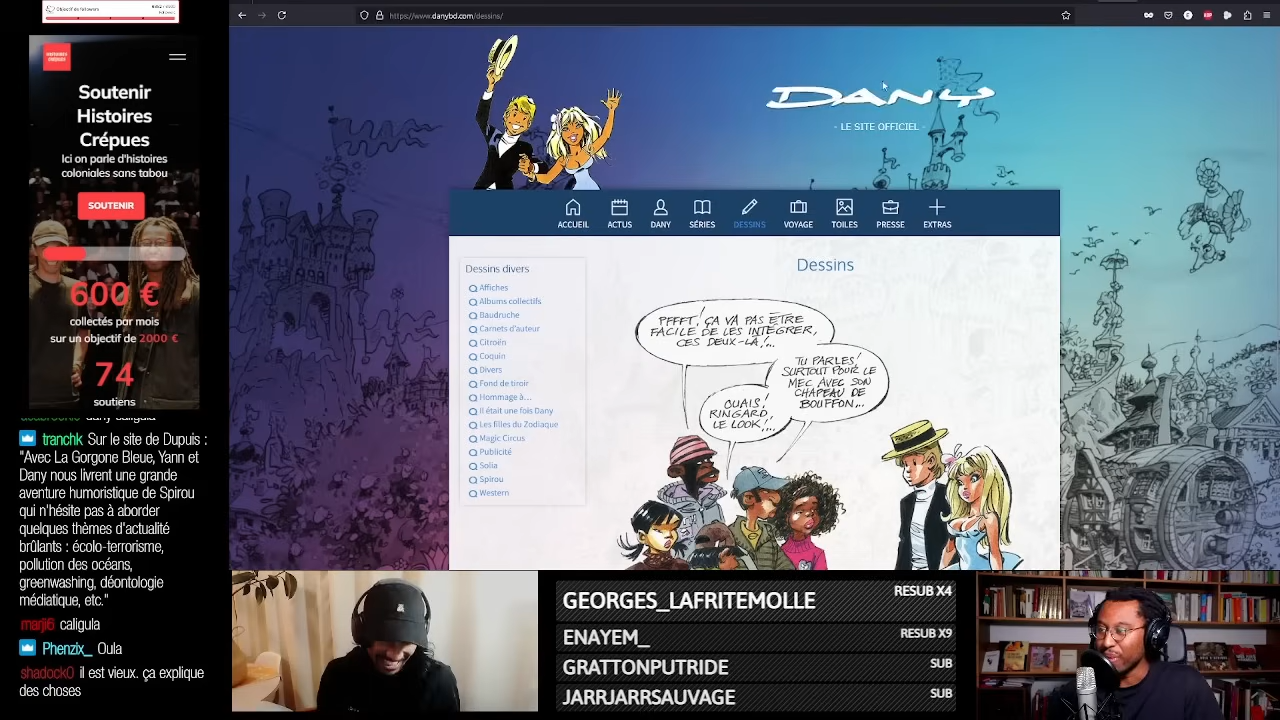 Objectif de followers
Soutenir
Histoires
Crépues
Ici on parle d'histoires
coloniales sans tabou
SOUTENIR
600 €
collectés par mois
sur un objectif de 2000 €
74
soutiens
dany caligula
tranchk Sur le site de Dupuis :
"Avec La Gorgone Bleue, Yann et
Dany nous livrent une grande
aventure humoristique de Spirou
qui n'hésite pas à aborder
quelques thèmes d'actualité
brûlants : écolo-terrorisme,
pollution des océans,
greenwashing, déontologie
médiatique, etc."
marji6 caligula
Phenzix_ Oula
shadock0 il est vieux. ça explique
des choses
https://www.danybd.com/dessins/
DANY
- LE SITE OFFICIEL -
ACCUEIL
ACTUS
DANY
SÉRIES
DESSINS
VOYAGE
TOILES
PRESSE
EXTRAS
Dessins divers
Affiches
Albums collectifs
Baudruche
Carnets d'auteur
Citroën
Coquin
Divers
Fond de tiroir
Hommage à...
Il était une fois Dany
Les filles du Zodiaque
Magic Circus
Publicité
Solia
Spirou
Western
Dessins
PFFFT! ÇA VA PAS ETRE
FACILE DE LES INTEGRER,
CES DEUX-LÀ!...
TU PARLES!
SURTOUT POUR LE
MEC AVEC SON
CHAPEAU DE
BOUFFON...
OUAIS!
RINGARD
LE LOOK!...
GEORGES_LAFRITEMOLLE
RESUB X4
ENAYEM_
RESUB X9
GRATTONPUTRIDE
SUB
JARRJARRSAUVAGE
SUB